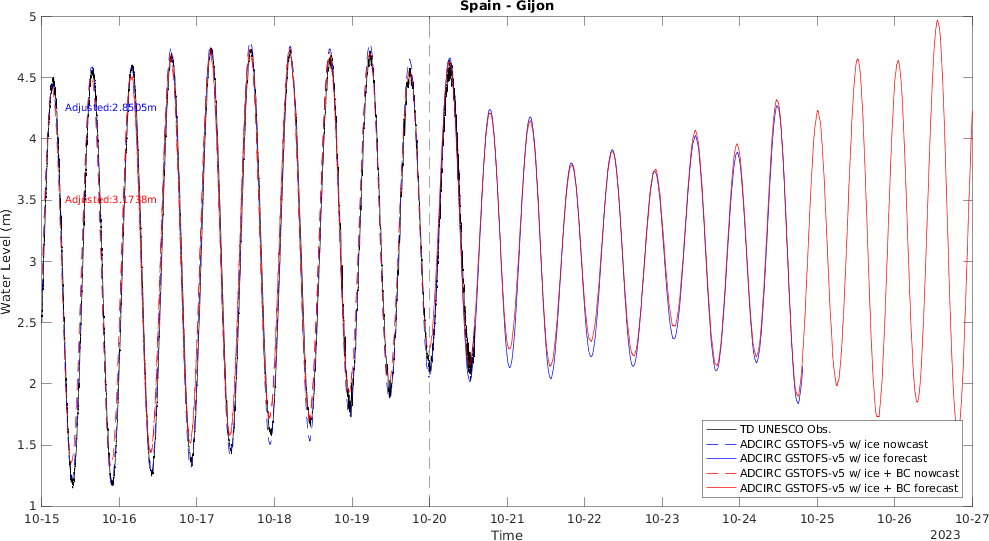 Spain - Gijon
5
4.5
4
3.5
3
2.5
2
1.5
1
Water Level (m)
Adjusted:2.8505m
Adjusted:3.1738m
TD UNESCO Obs.
ADCIRC GSTOFS-v5 w/ ice nowcast
ADCIRC GSTOFS-v5 w/ ice forecast
ADCIRC GSTOFS-v5 w/ ice + BC nowcast
ADCIRC GSTOFS-v5 w/ ice + BC forecast
10-15 10-16 10-17 10-18 10-19 10-20 10-21 10-22 10-23 10-24 10-25 10-26 10-27
Time
2023